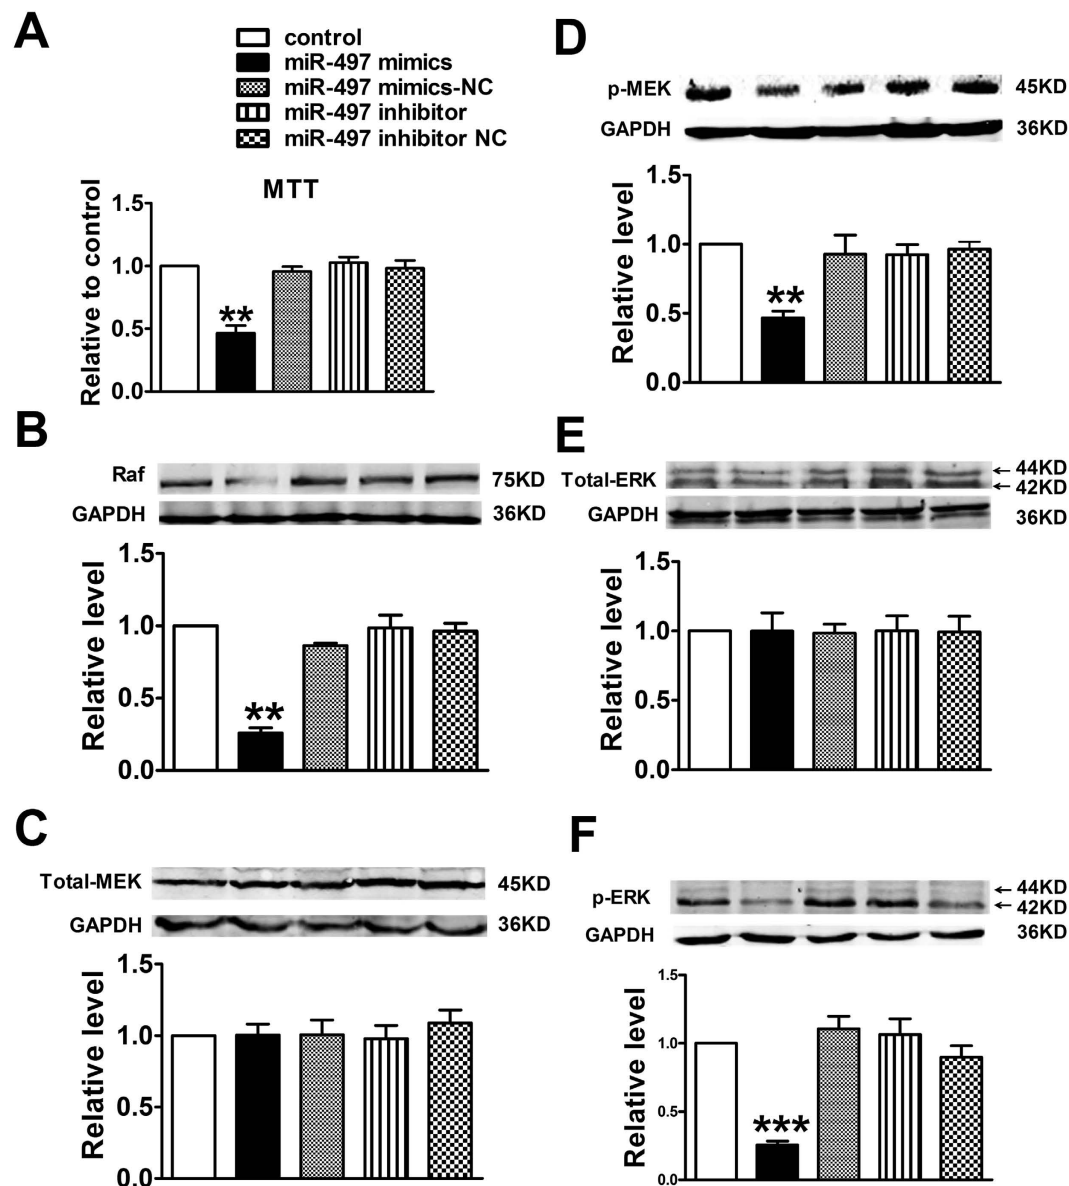 A
control
miR-497 mimics
miR-497 mimics-NC
miR-497 inhibitor
miR-497 inhibitor NC
MTT
Relative to control
1.5
1.0
0.5
0.0
**
B
Raf
75KD
GAPDH
36KD
Relative level
1.5
1.0
0.5
0.0
**
C
Total-MEK
45KD
GAPDH
36KD
Relative level
1.5
1.0
0.5
0.0
D
p-MEK
45KD
GAPDH
36KD
Relative level
1.5
1.0
0.5
0.0
**
E
Total-ERK
44KD
42KD
GAPDH
36KD
Relative level
1.5
1.0
0.5
0.0
F
p-ERK
44KD
42KD
GAPDH
36KD
Relative level
1.5
1.0
0.5
0.0
***